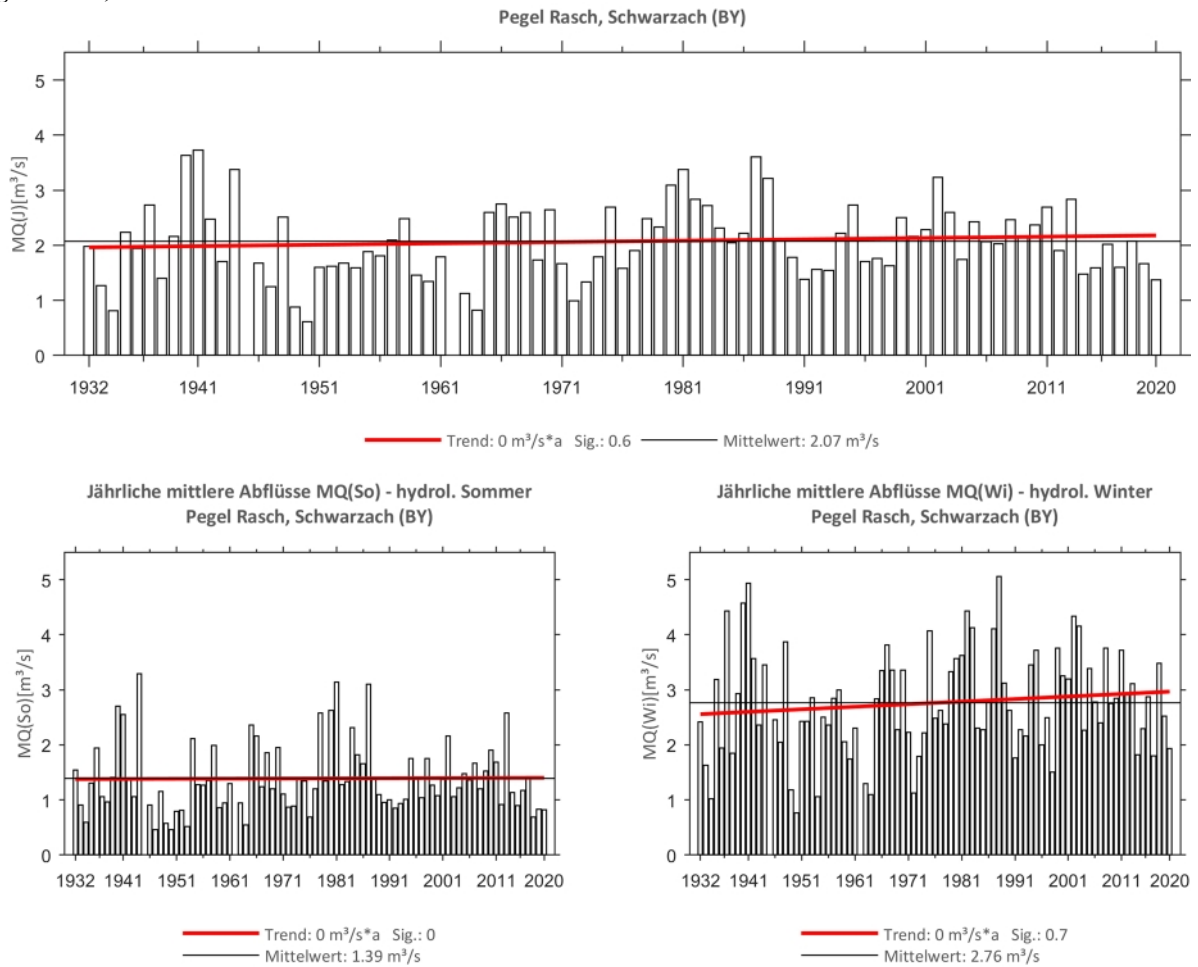 Pegel Rasch, Schwarzach (BY)
5
4
3
2
1
0
MQ(J)[m³/s]
1932 1941 1951 1961 1971 1981 1991 2001 2011 2020
Trend: 0 m³/s*a Sig.: 0.6 Mittelwert: 2.07 m³/s
Jährliche mittlere Abflüsse MQ(So) - hydrol. Sommer
Pegel Rasch, Schwarzach (BY)
5
4
3
2
1
0
MQ(So)[m³/s]
1932 1941 1951 1961 1971 1981 1991 2001 2011 2020
Trend: 0 m³/s*a Sig.: 0
Mittelwert: 1.39 m³/s
Jährliche mittlere Abflüsse MQ(Wi) - hydrol. Winter
Pegel Rasch, Schwarzach (BY)
5
4
3
2
1
0
MQ(Wi)[m³/s]
1932 1941 1951 1961 1971 1981 1991 2001 2011 2020
Trend: 0 m³/s*a Sig.: 0.7
Mittelwert: 2.76 m³/s